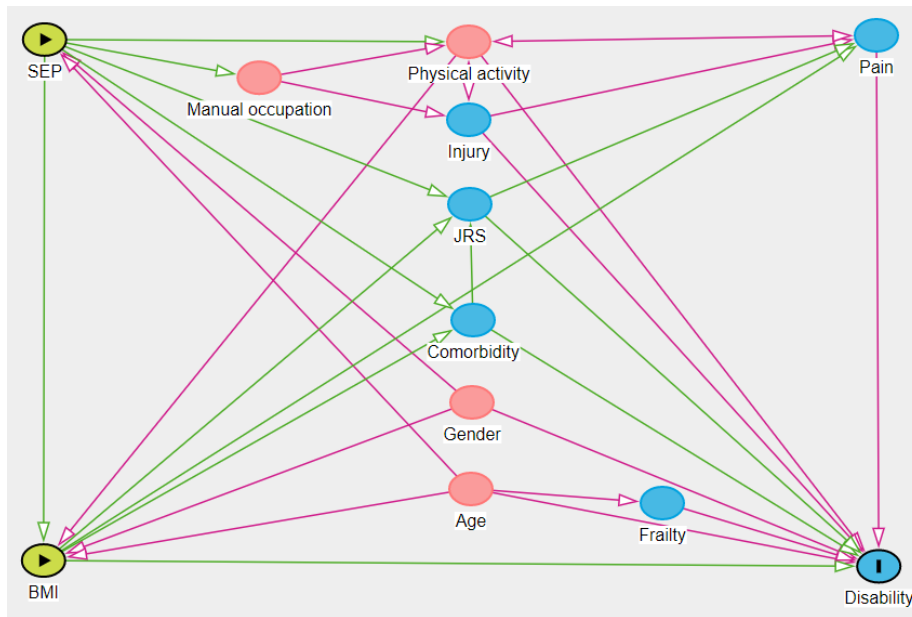 SEP
Physical activity
Pain
Manual occupation
Injury
JRS
Comorbidity
Gender
Age
Frailty
BMI
Disability